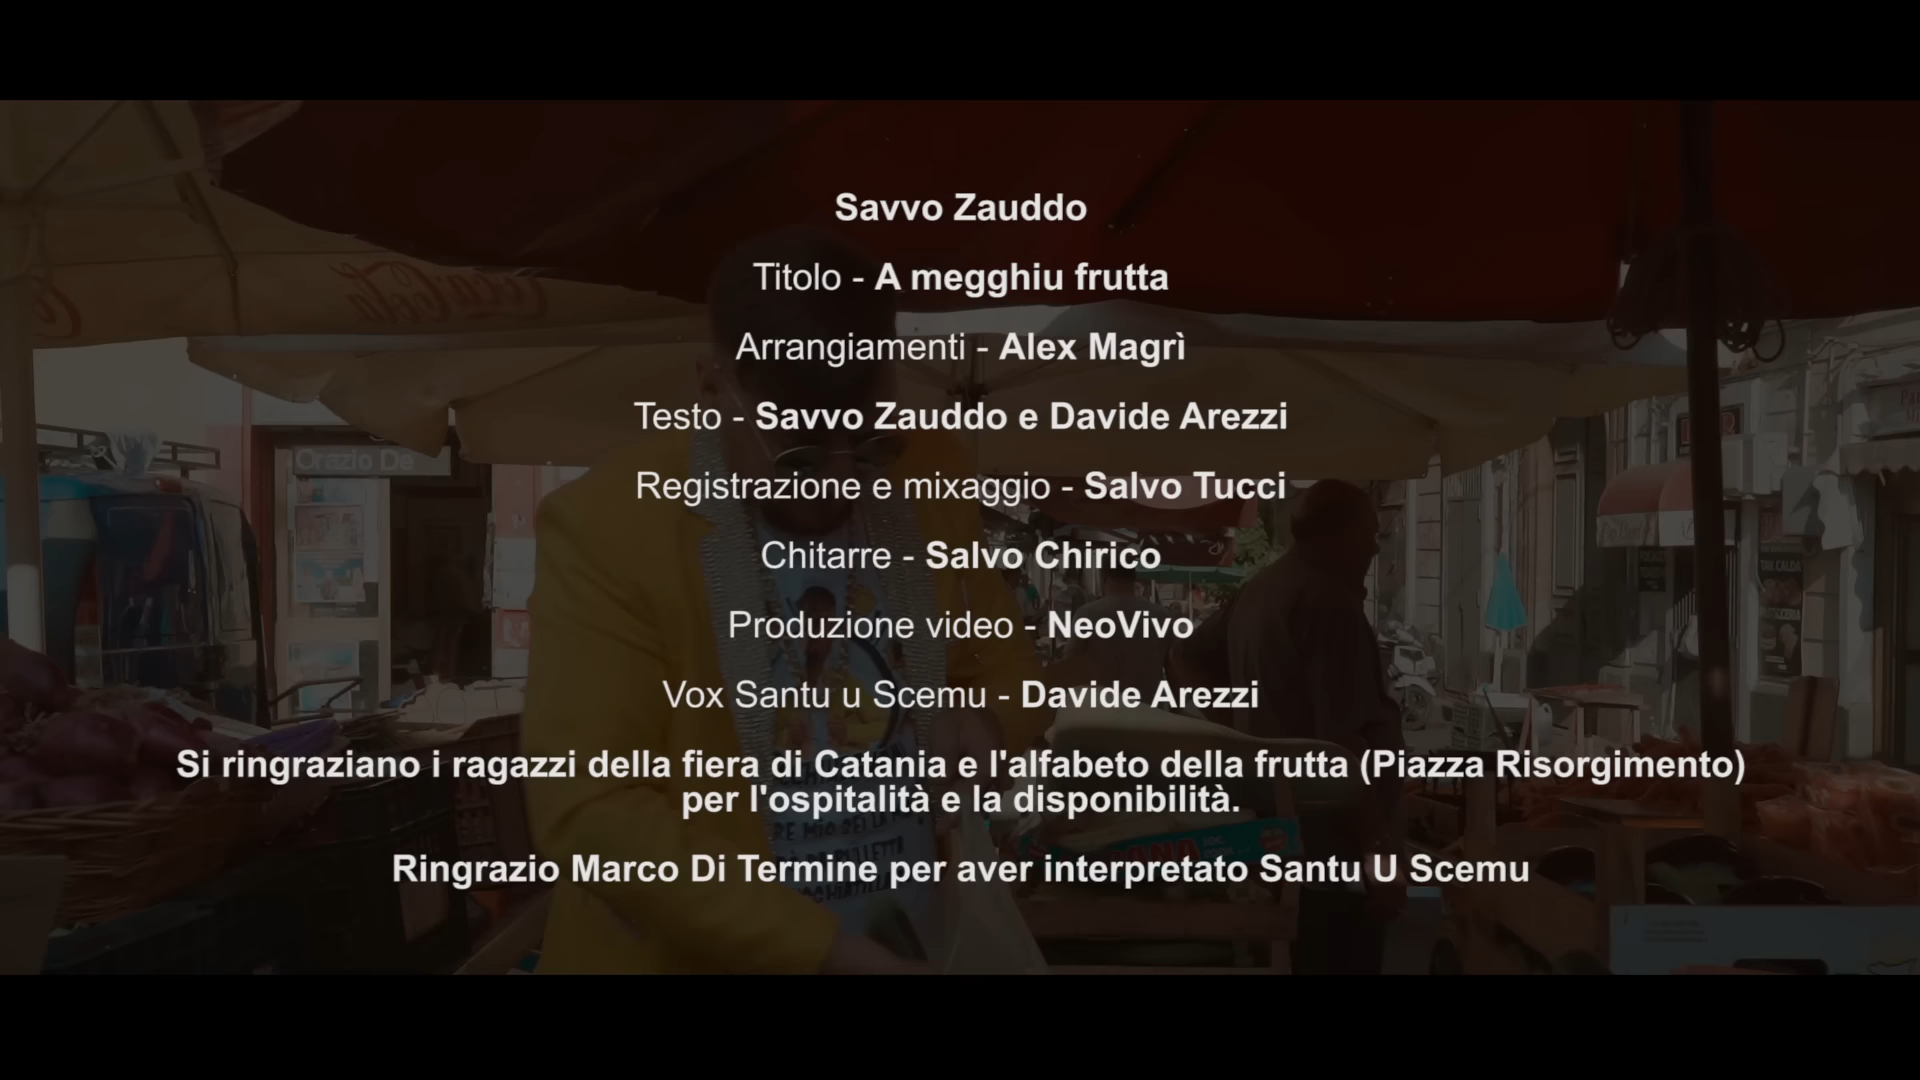 Savvo Zauddo
Titolo - A megghiu frutta
Arrangiamenti - Alex Magrì
Testo - Savvo Zauddo e Davide Arezzi
Orazio De
Registrazione e mixaggio - Salvo Tucci
Chitarre - Salvo Chirico
Produzione video - NeoVivo
Vox Santu u Scemu - Davide Arezzi
Si ringraziano i ragazzi della fiera di Catania e l'alfabeto della frutta (Piazza Risorgimento)
per l'ospitalità e la disponibilità.
Ringrazio Marco Di Termine per aver interpretato Santu U Scemu